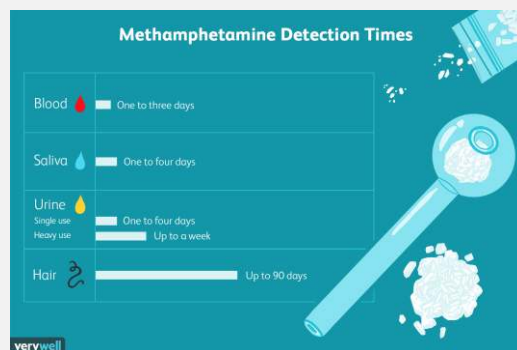 Methamphetamine Detection Times
Blood
One to three days
Saliva
One to four days
Urine
Single use
One to four days
Heavy use
Up to a week
Hair
Up to 90 days
verywell